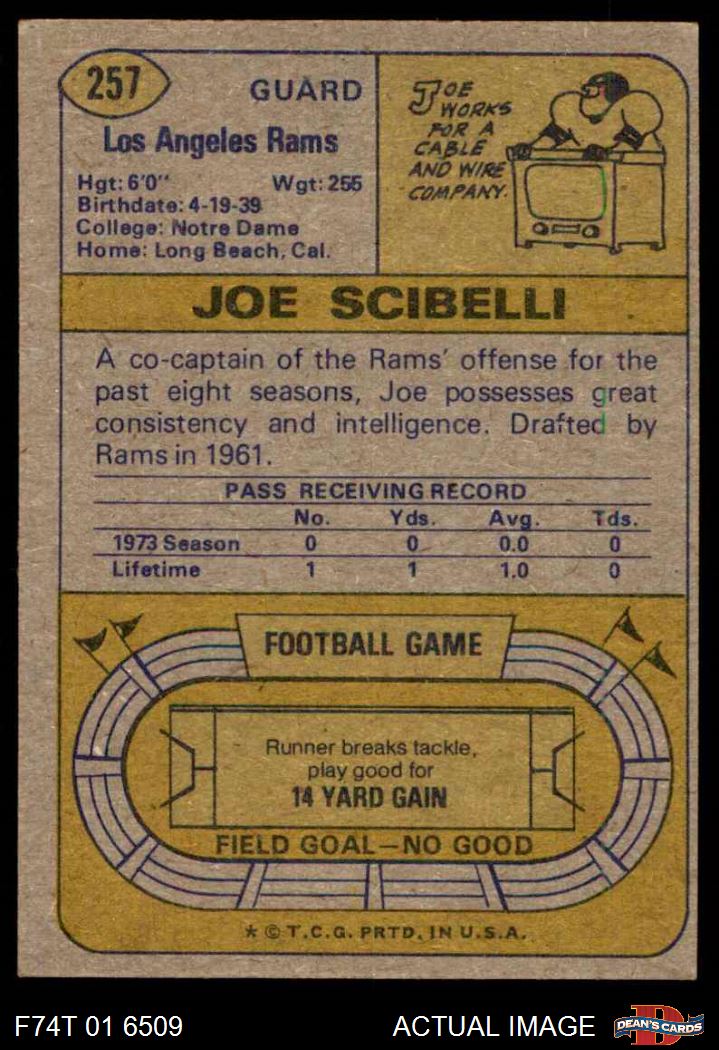 257
GUARD
Los Angeles Rams
Hgt: 6'0" Wgt: 255
Birthdate: 4-19-39
College: Notre Dame
Home: Long Beach, Cal.
JOE
WORKS
FOR A
CABLE
AND WIRE
COMPANY.
JOE SCIBELLI
A co-captain of the Rams' offense for the
past eight seasons, Joe possesses great
consistency and intelligence. Drafted by
Rams in 1961.
PASS RECEIVING RECORD
No. Yds. Avg. Tds.
1973 Season 0 0 0.0 0
Lifetime 1 1 1.0 0
FOOTBALL GAME
Runner breaks tackle,
play good for
14 YARD GAIN
FIELD GOAL—NO GOOD
* © T.C.G. PRTD. IN U.S.A.
F74T 01 6509 ACTUAL IMAGE
D
DEAN'S CARDS